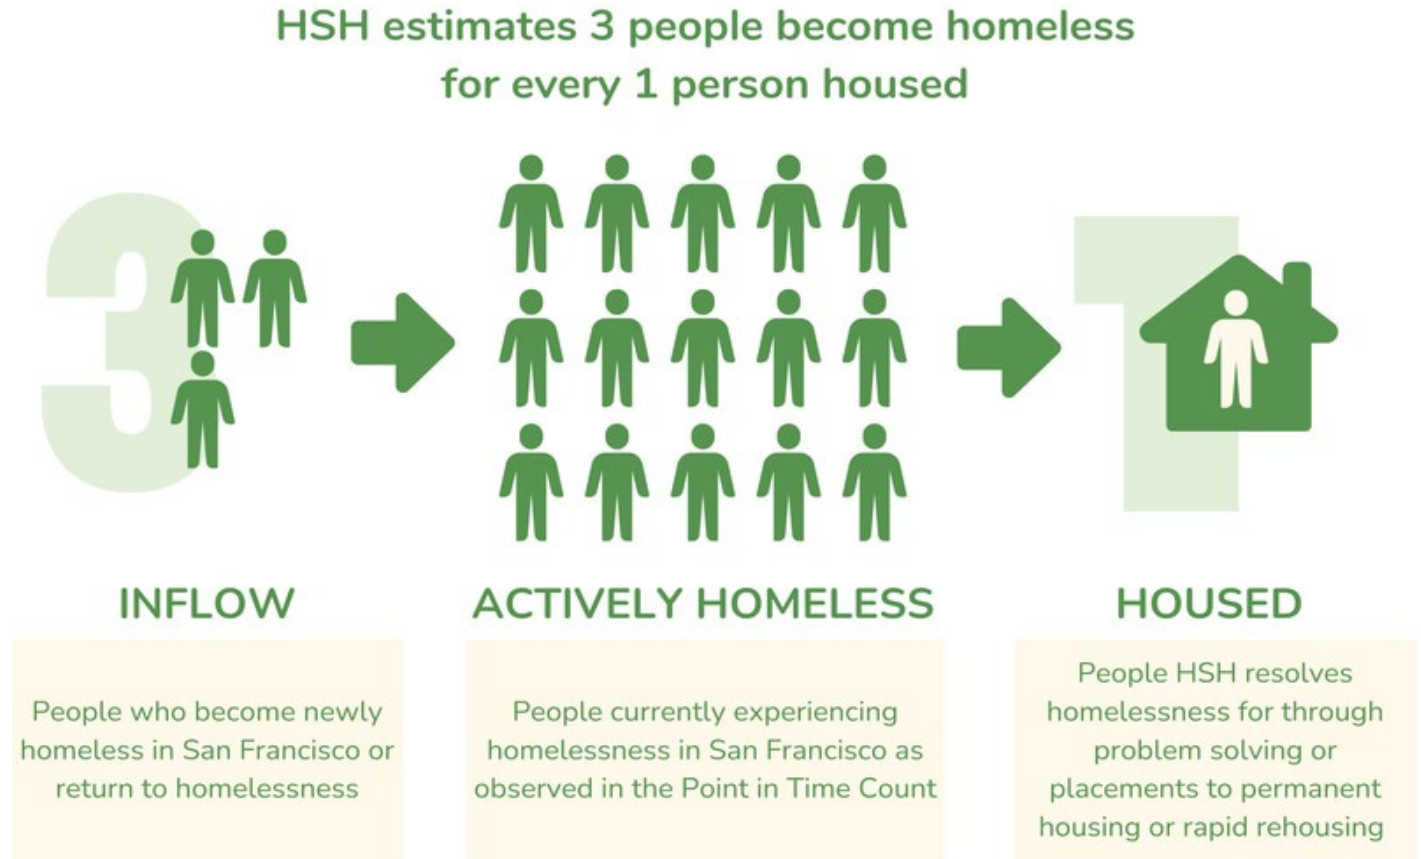 HSH estimates 3 people become homeless
for every 1 person housed
3
1
INFLOW
People who become newly
homeless in San Francisco or
return to homelessness
ACTIVELY HOMELESS
People currently experiencing
homelessness in San Francisco as
observed in the Point in Time Count
HOUSED
People HSH resolves
homelessness for through
problem solving or
placements to permanent
housing or rapid rehousing